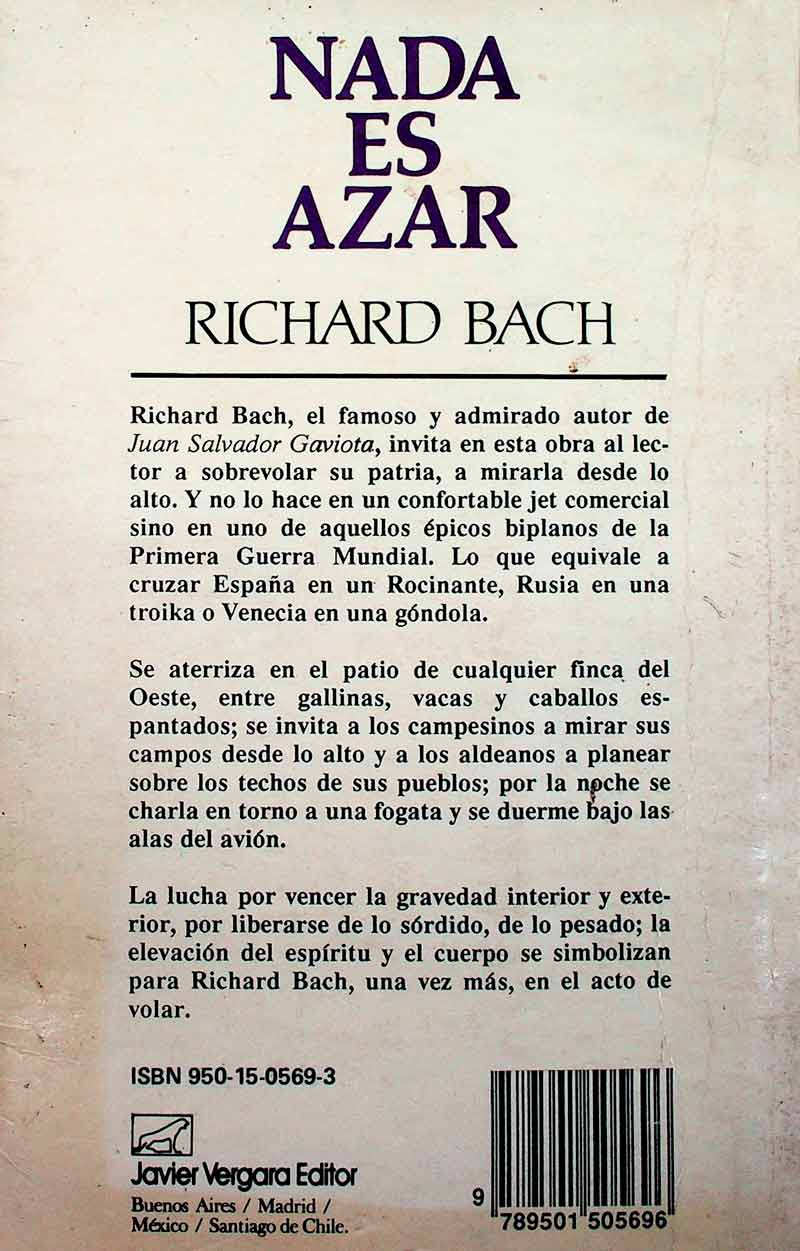 NADA
ES
AZAR
RICHARD BACH
Richard Bach, el famoso y admirado autor de
Juan Salvador Gaviota, invita en esta obra al lec-
tor a sobrevolar su patria, a mirarla desde lo
alto. Y no lo hace en un confortable jet comercial
sino en uno de aquellos épicos biplanos de la
Primera Guerra Mundial. Lo que equivale a
cruzar España en un Rocinante, Rusia en una
troika o Venecia en una góndola.
Se aterriza en el patio de cualquier finca del
Oeste, entre gallinas, vacas y caballos es-
pantados; se invita a los campesinos a mirar sus
campos desde lo alto y a los aldeanos a planear
sobre los techos de sus pueblos; por la noche se
charla en torno a una fogata y se duerme bajo las
alas del avión.
La lucha por vencer la gravedad interior y exte-
rior, por liberarse de lo sórdido, de lo pesado; la
elevación del espíritu y el cuerpo se simbolizan
para Richard Bach, una vez más, en el acto de
volar.
ISBN 950-15-0569-3
Javier Vergara Editor
Buenos Aires / Madrid /
México / Santiago de Chile.
9 789501 505696